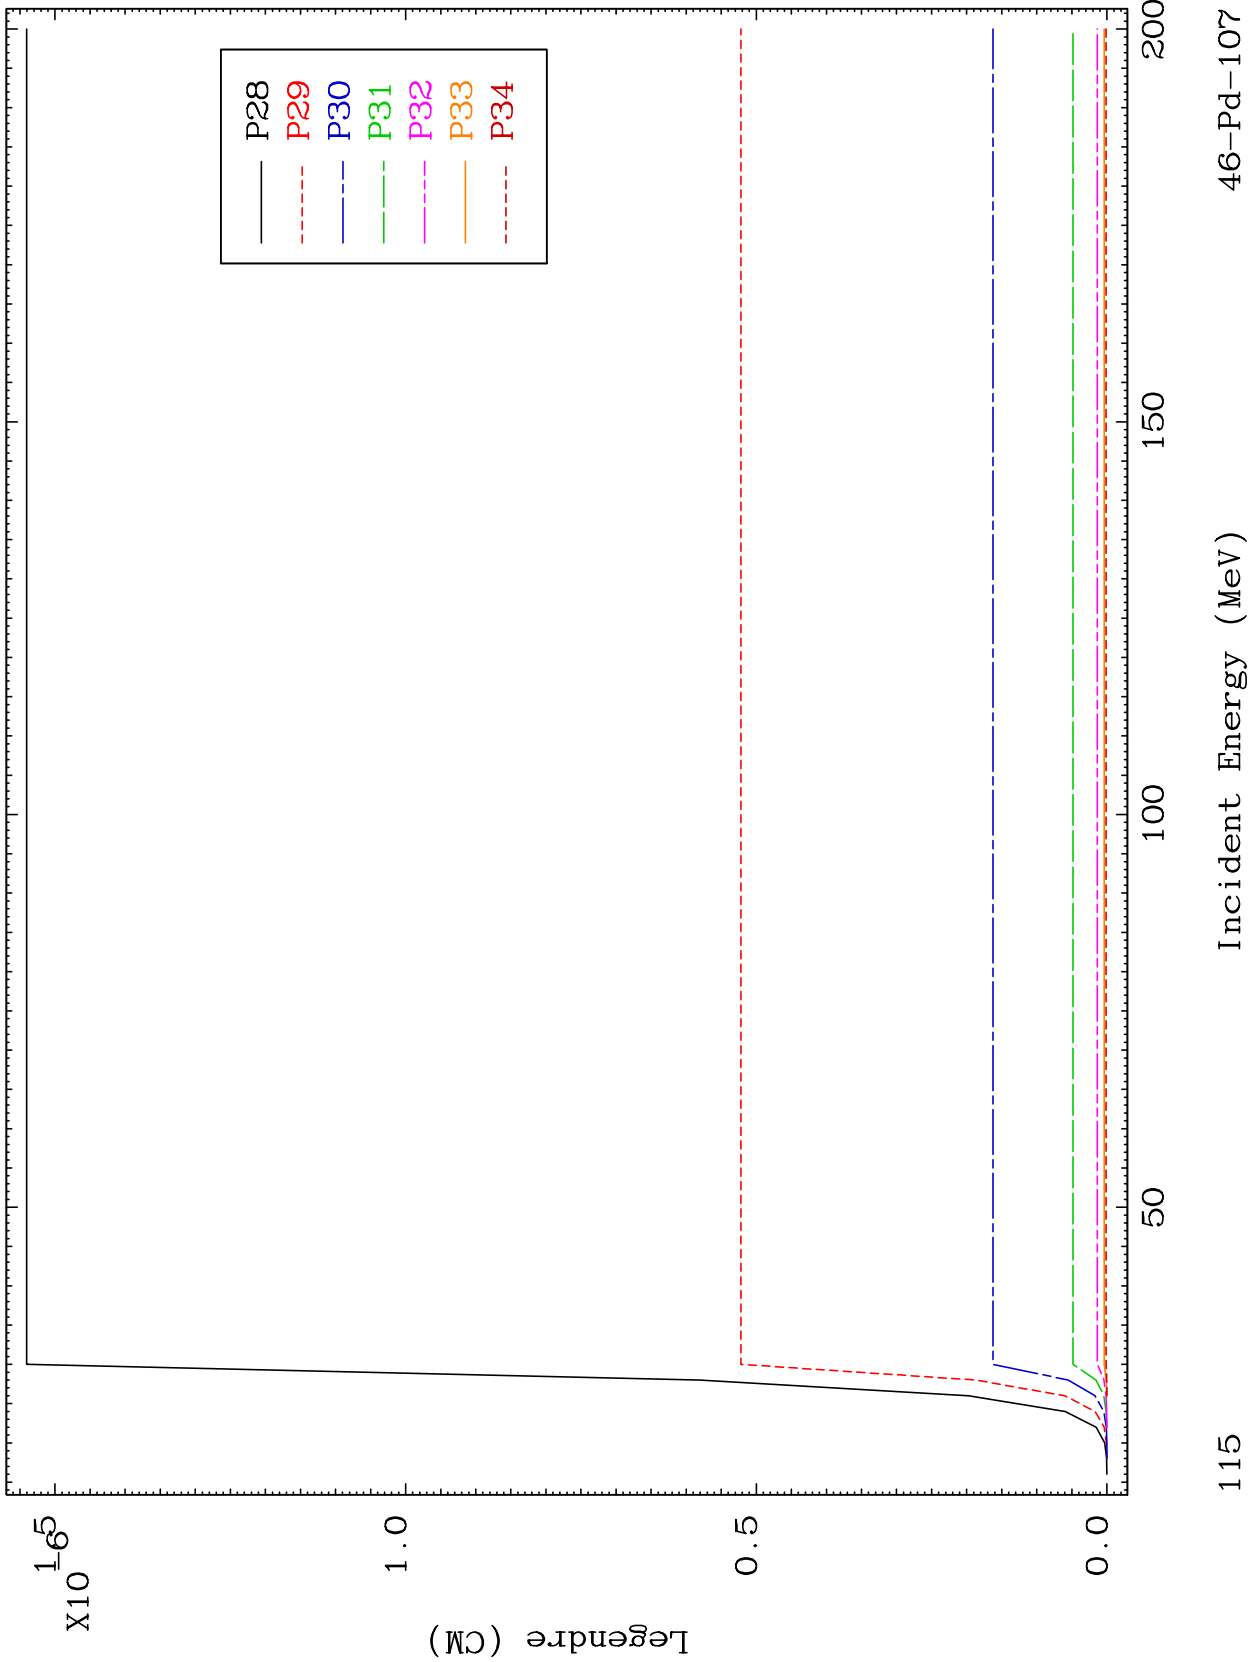 Legendre (CM)
X10
-6
1.5
1.0
0.5
0.0
P28
P29
P30
P31
P32
P33
P34
50
100
150
200
Incident Energy (MeV)
115
46-Pd-107